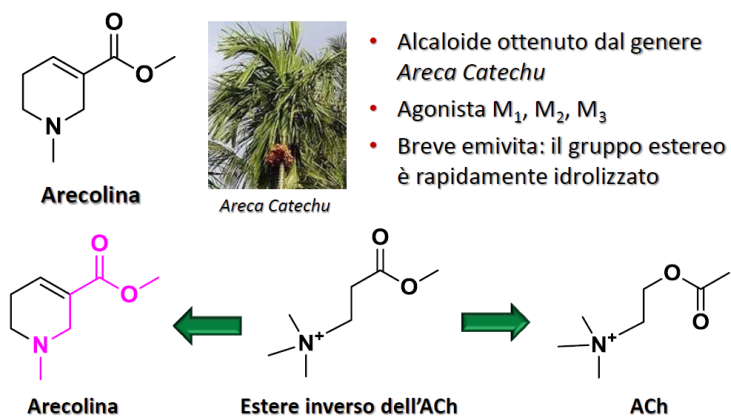 • Alcaloide ottenuto dal genere
Areca Catechu
• Agonista M₁, M₂, M₃
• Breve emivita: il gruppo estereo
è rapidamente idrolizzato
O
O
N
Arecolina
Areca Catechu
O
O
N
Arecolina
O
O
N⁺
Estere inverso dell'ACh
O
O
N⁺
ACh